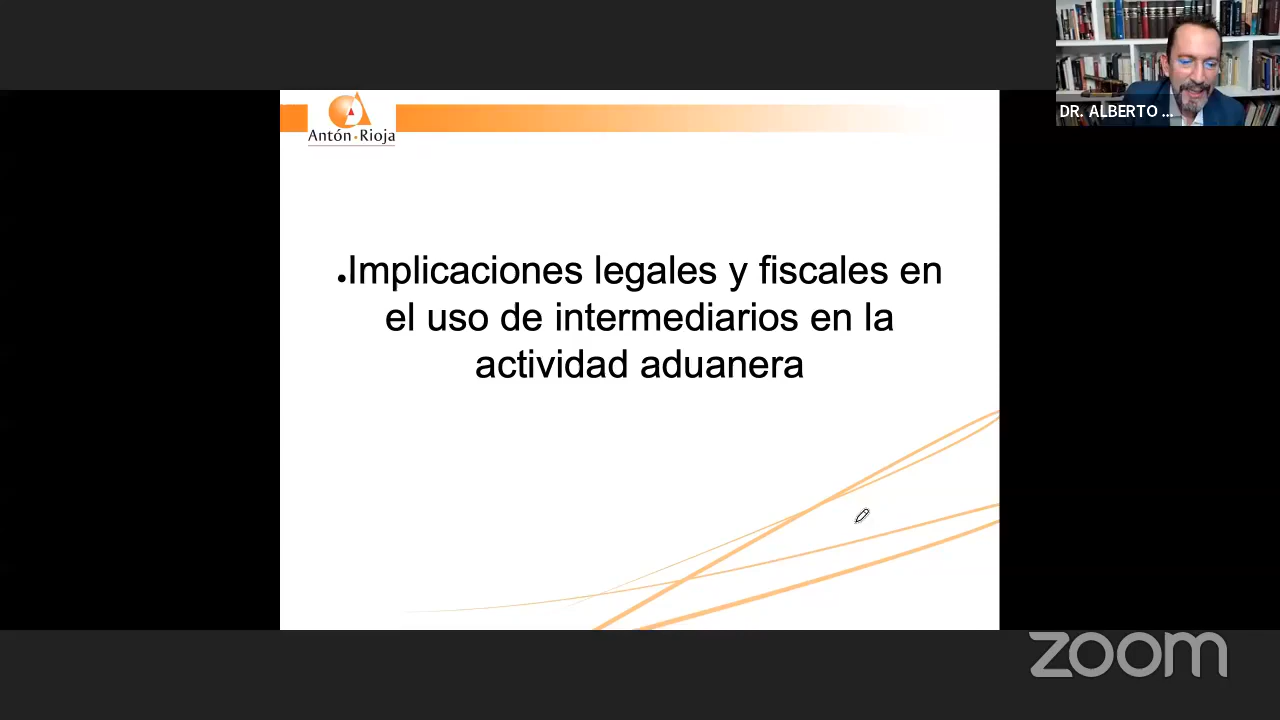 DR. ALBERTO ...
Antón•Rioja
•Implicaciones legales y fiscales en
el uso de intermediarios en la
actividad aduanera
zoom